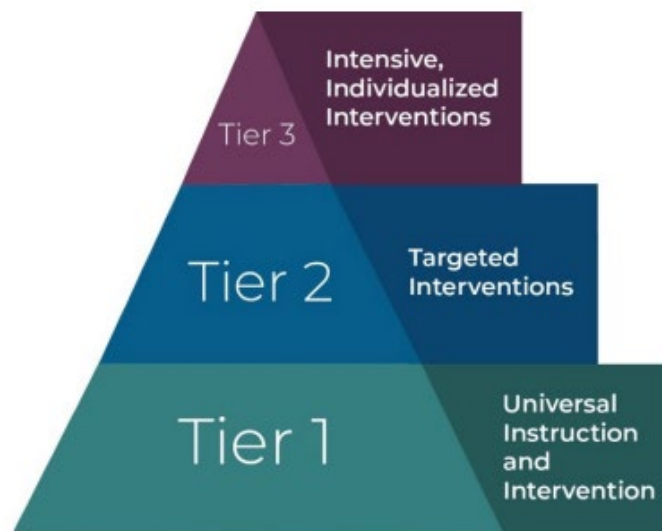 Tier 3
Intensive,
Individualized
Interventions
Tier 2
Targeted
Interventions
Tier 1
Universal
Instruction
and
Intervention